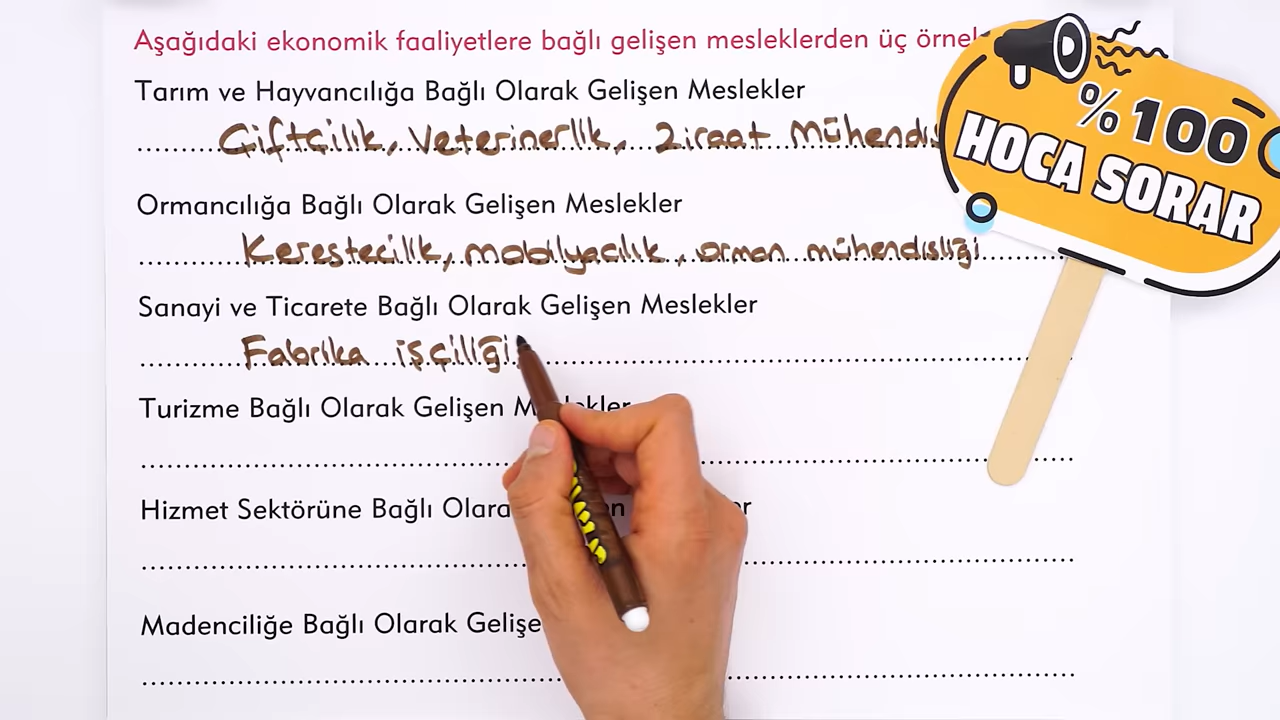 Aşağıdaki ekonomik faaliyetlere bağlı gelişen mesleklerden üç örnek
Tarım ve Hayvancılığa Bağlı Olarak Gelişen Meslekler
Çiftçilik, Veterinerlik, Ziraat Mühendis
Ormancılığa Bağlı Olarak Gelişen Meslekler
Kerestecilik, mobilyacılık, orman mühendisliği
Sanayi ve Ticarete Bağlı Olarak Gelişen Meslekler
Fabrika işçiliği,
Turizme Bağlı Olarak Gelişen Meslekler
Hizmet Sektörüne Bağlı Olara
Madenciliğe Bağlı Olarak Gelişe
%100
HOCA SORAR